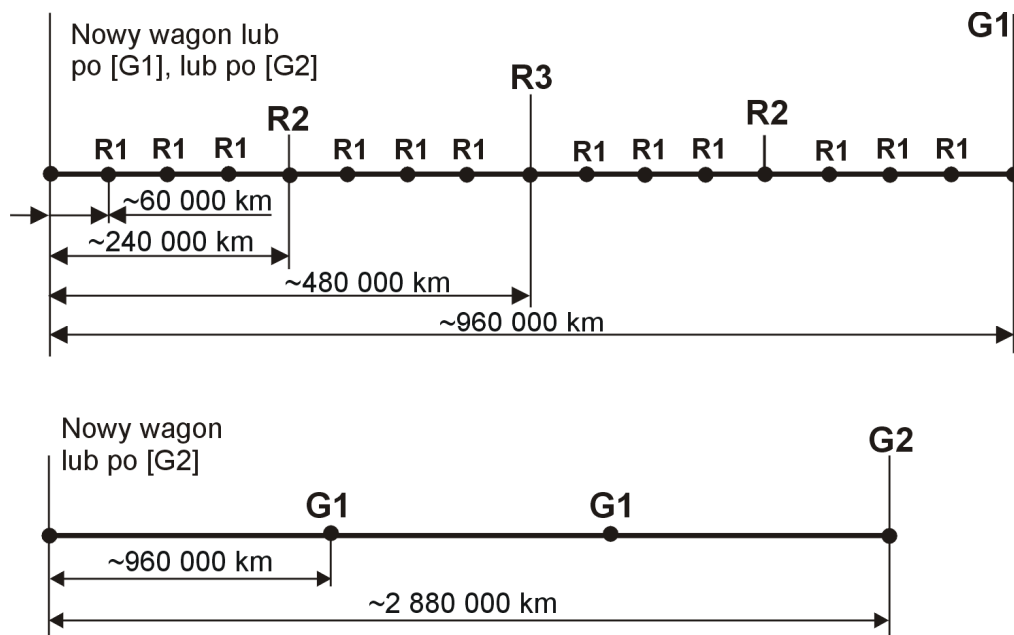 Nowy wagon lub
po [G1], lub po [G2]
G1
R3
R2
R2
R1 R1 R1 R1 R1 R1 R1 R1 R1 R1 R1 R1
~60 000 km
~240 000 km
~480 000 km
~960 000 km
Nowy wagon
lub po [G2]
G2
G1 G1
~960 000 km
~2 880 000 km